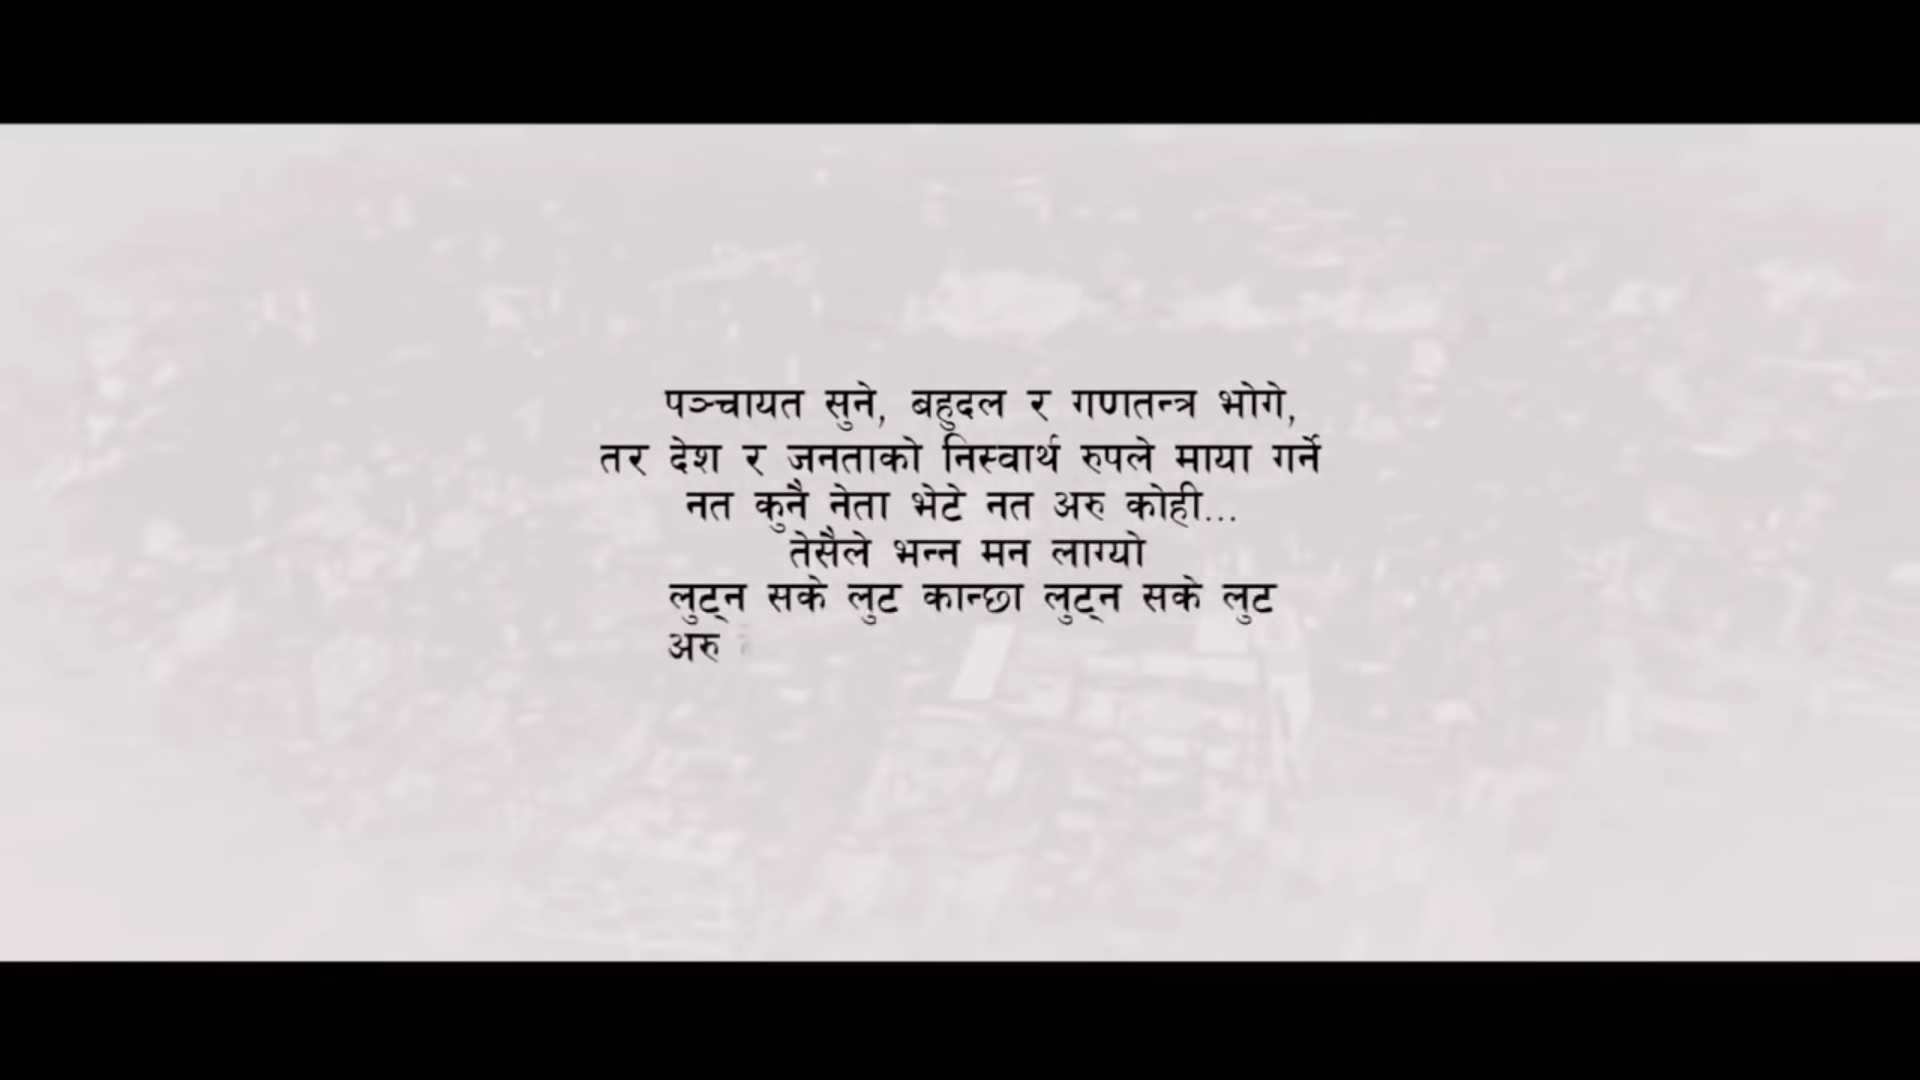 पञ्चायत सुने, बहुदल र गणतन्त्र भोगे,
तर देश र जनताको निस्वार्थ रुपले माया गर्ने
नत कुनै नेता भेटे नत अरु कोही...
तेसैले भन्न मन लाग्यो
लुट्न सके लुट कान्छा लुट्न सके लुट
अरु